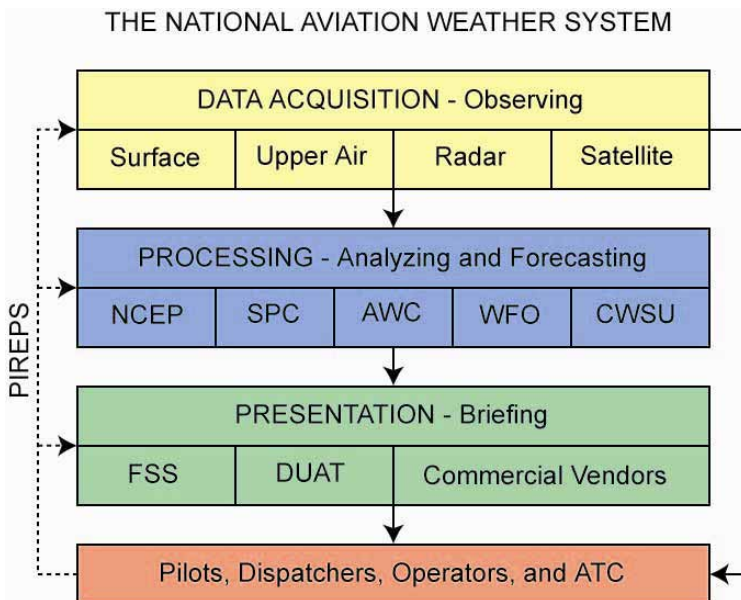 THE NATIONAL AVIATION WEATHER SYSTEM
DATA ACQUISITION - Observing
Surface Upper Air Radar Satellite
PROCESSING - Analyzing and Forecasting
NCEP SPC AWC WFO CWSU
PIREPS
PRESENTATION - Briefing
FSS DUAT Commercial Vendors
Pilots, Dispatchers, Operators, and ATC